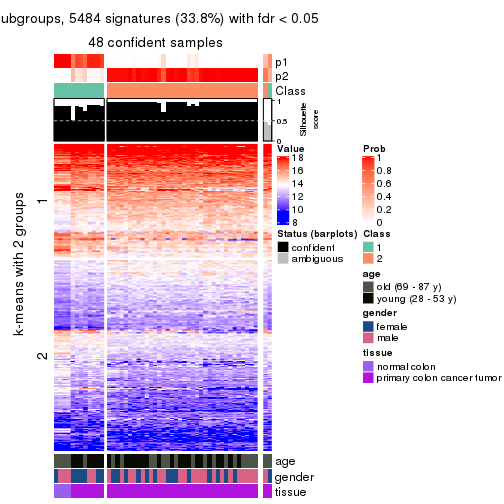 ubgroups, 5484 signatures (33.8%) with fdr < 0.05
48 confident samples
p1
p2
Class
1
0.5
0
Silhouette
score
k-means with 2 groups
1
2
Value
18
16
14
12
10
8
Prob
1
0.8
0.6
0.4
0.2
0
Status (barplots)
confident
ambiguous
Class
1
2
age
old (69 - 87 y)
young (28 - 53 y)
gender
female
male
tissue
normal colon
primary colon cancer tumor
age
gender
tissue